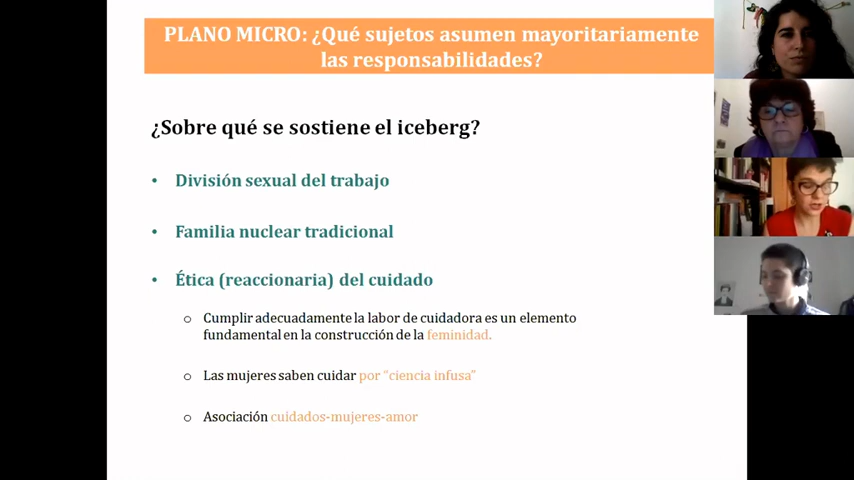 PLANO MICRO: ¿Qué sujetos asumen mayoritariamente
las responsabilidades?
¿Sobre qué se sostiene el iceberg?
• División sexual del trabajo
• Familia nuclear tradicional
• Ética (reaccionaria) del cuidado
o Cumplir adecuadamente la labor de cuidadora es un elemento
fundamental en la construcción de la feminidad.
o Las mujeres saben cuidar por “ciencia infusa”
o Asociación cuidados-mujeres-amor